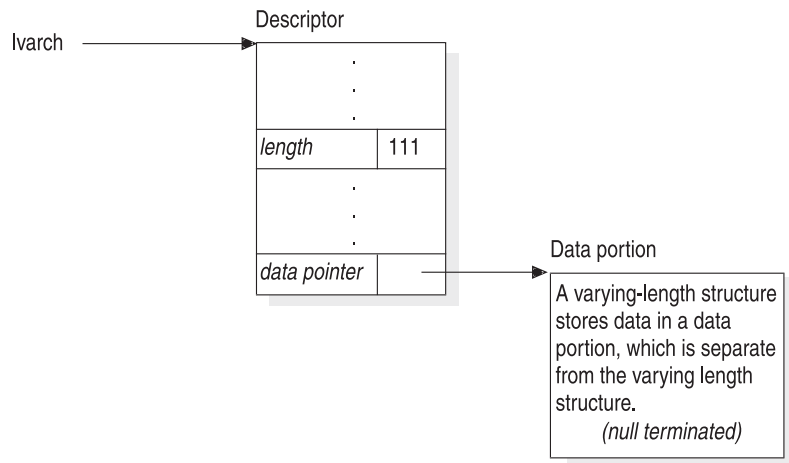 Descriptor
lvarch
length 111
data pointer
Data portion
A varying-length structure
stores data in a data
portion, which is separate
from the varying length
structure.
(null terminated)